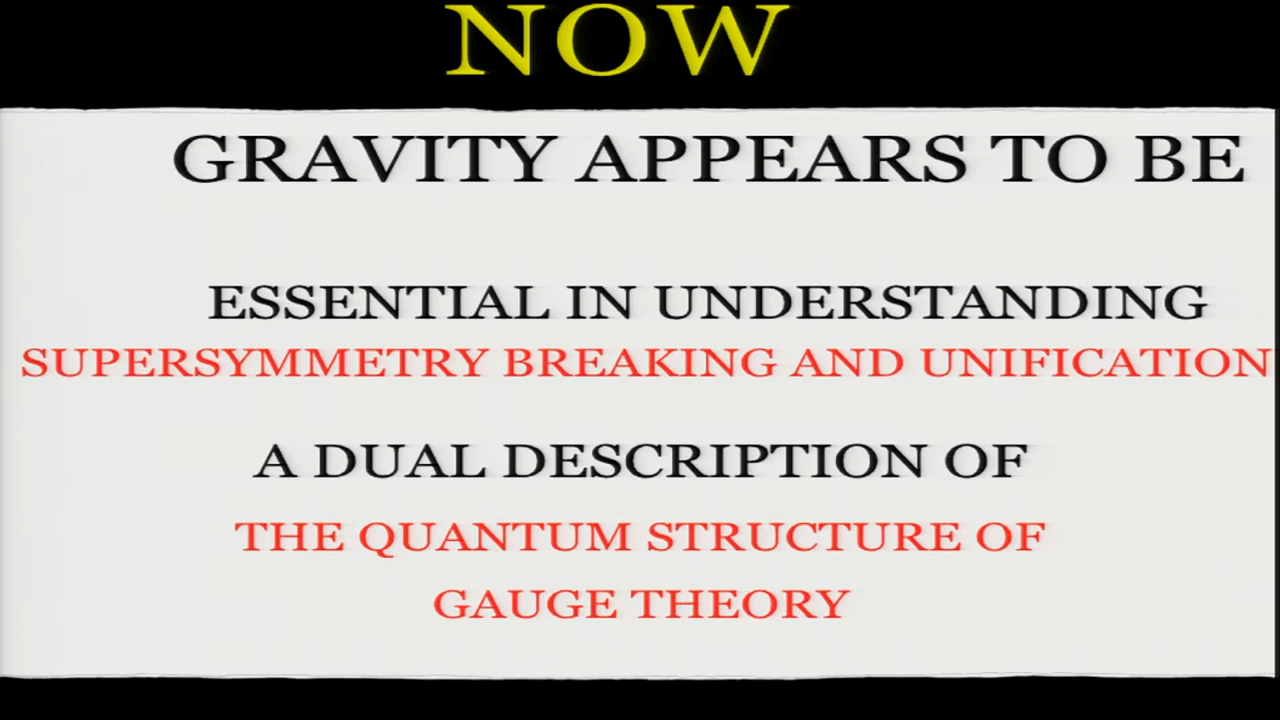 NOW
GRAVITY APPEARS TO BE
ESSENTIAL IN UNDERSTANDING
SUPERSYMMETRY BREAKING AND UNIFICATION
A DUAL DESCRIPTION OF
THE QUANTUM STRUCTURE OF
GAUGE THEORY